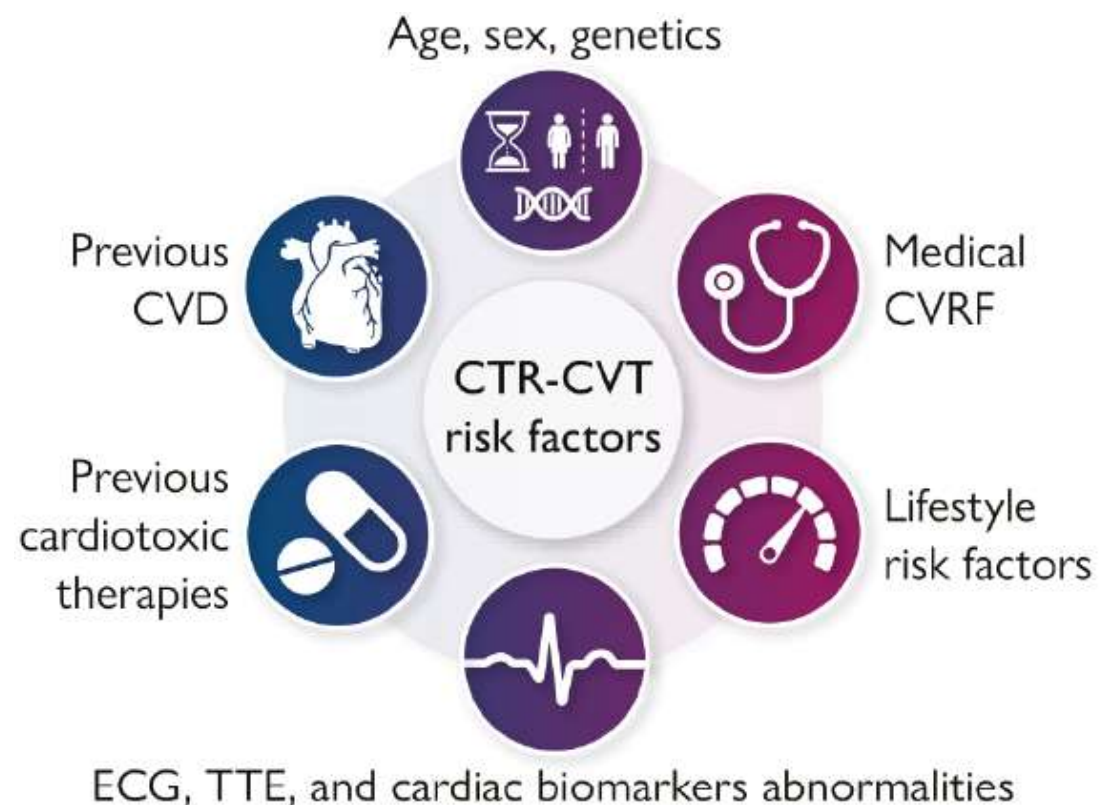 Age, sex, genetics
Previous
CVD
Medical
CVRF
CTR-CVT
risk factors
Previous
cardiotoxic
therapies
Lifestyle
risk factors
ECG, TTE, and cardiac biomarkers abnormalities